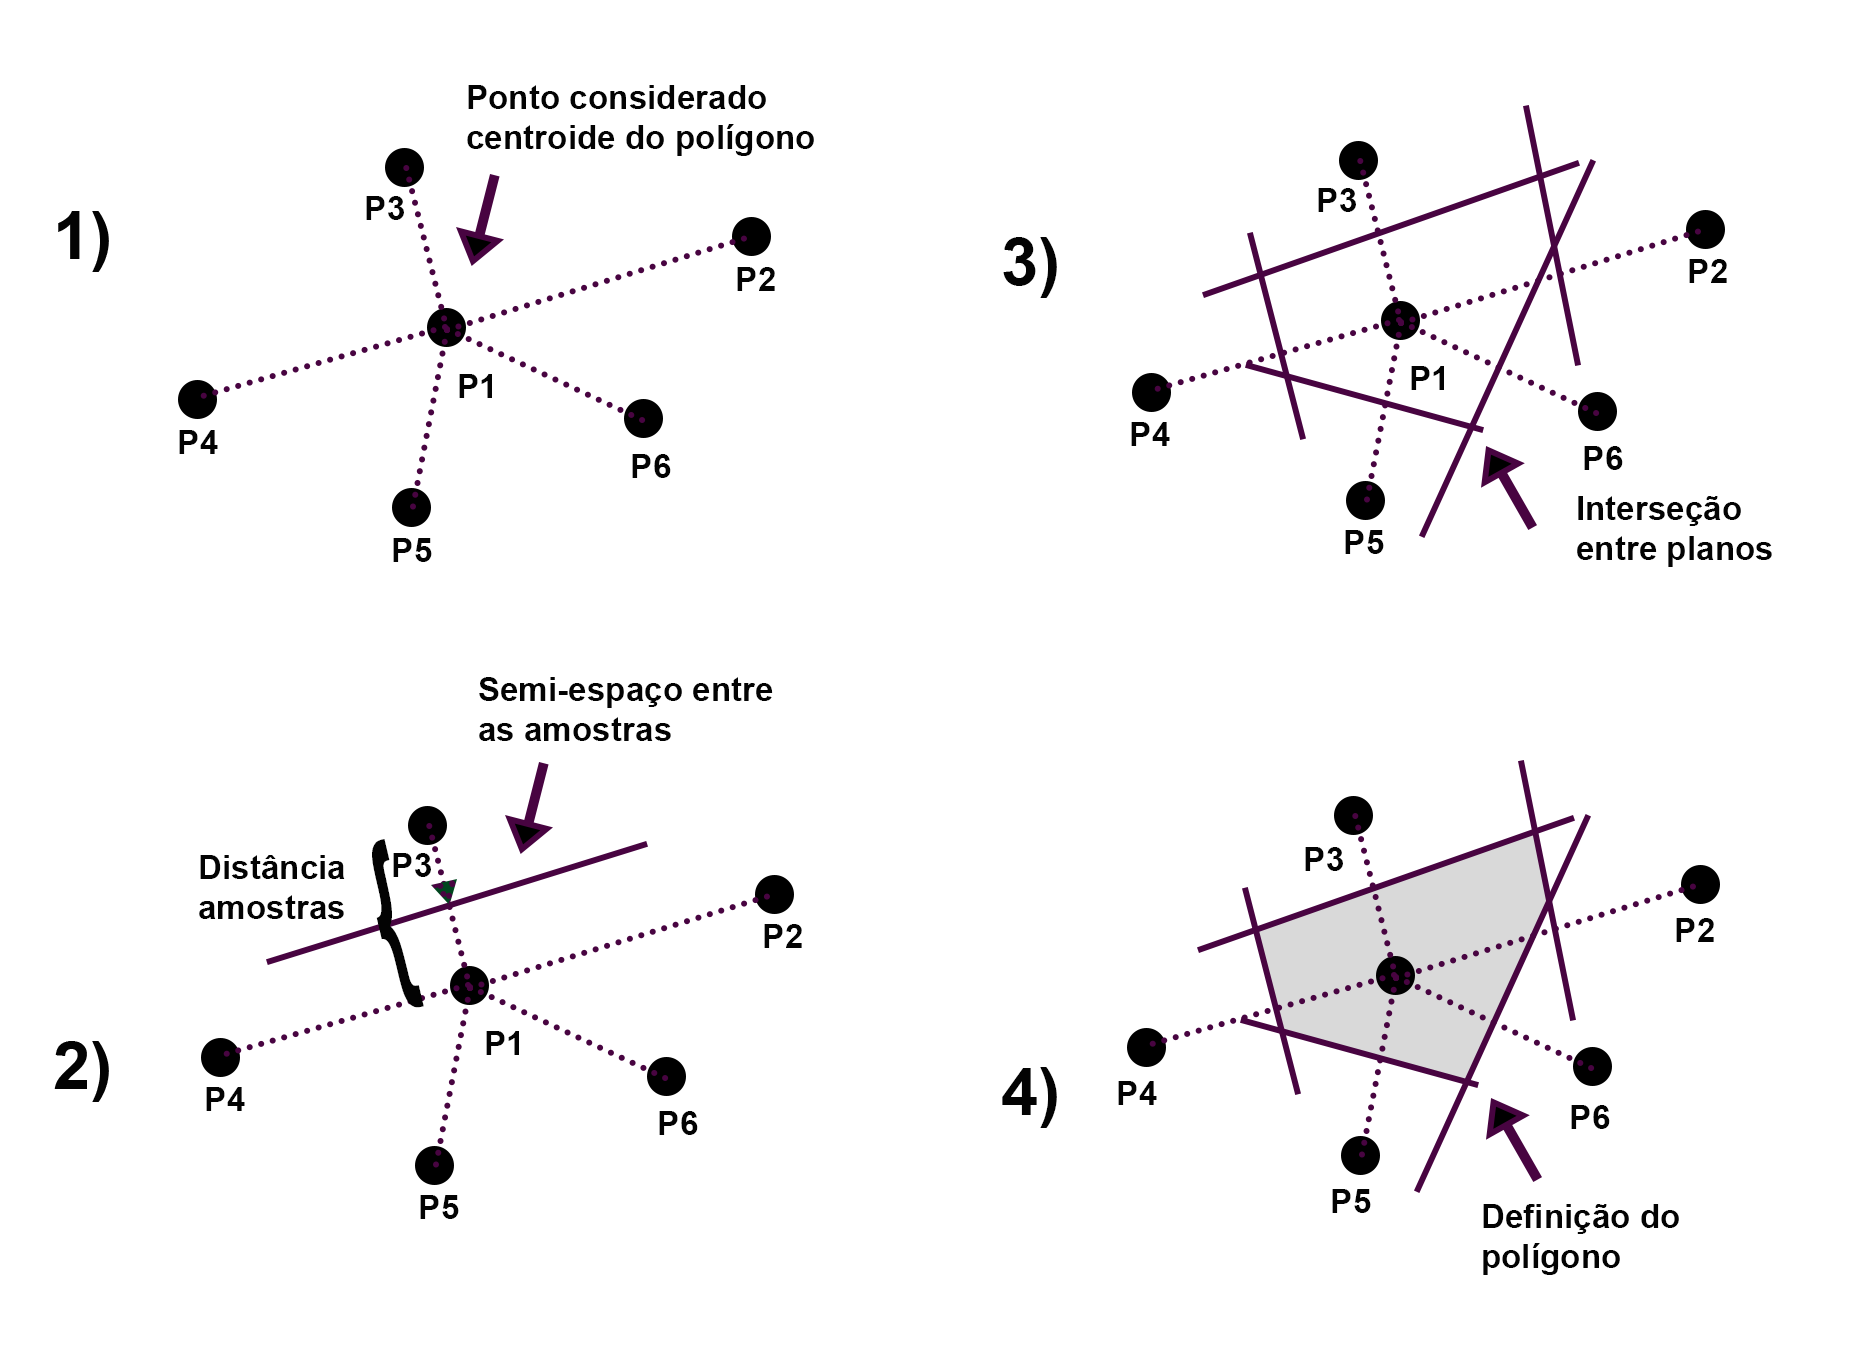 1)
Ponto considerado
centroide do polígono
P3
P2
P1
P4
P6
P5
2)
Semi-espaço entre
as amostras
Distância
amostras
P3
P2
P1
P4
P6
P5
3)
P3
P2
P1
P4
P6
P5
Interseção
entre planos
4)
P3
P2
P4
P6
P5
Definição do
polígono